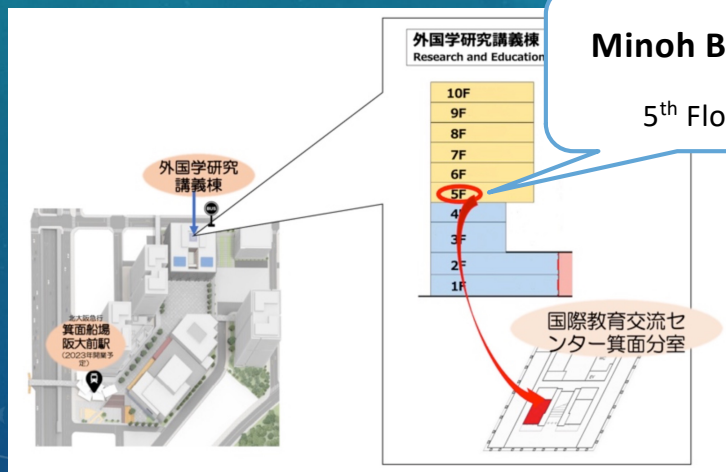 外国学研究講義棟
Research and Education
Minoh B
5th Flo
10F
9F
8F
7F
6F
5F
4F
3F
2F
1F
外国学研究
講義棟
BUS
北大阪急行
箕面船場
阪大前駅
(2023年開業予
定)
国際教育交流セ
ンター箕面分室